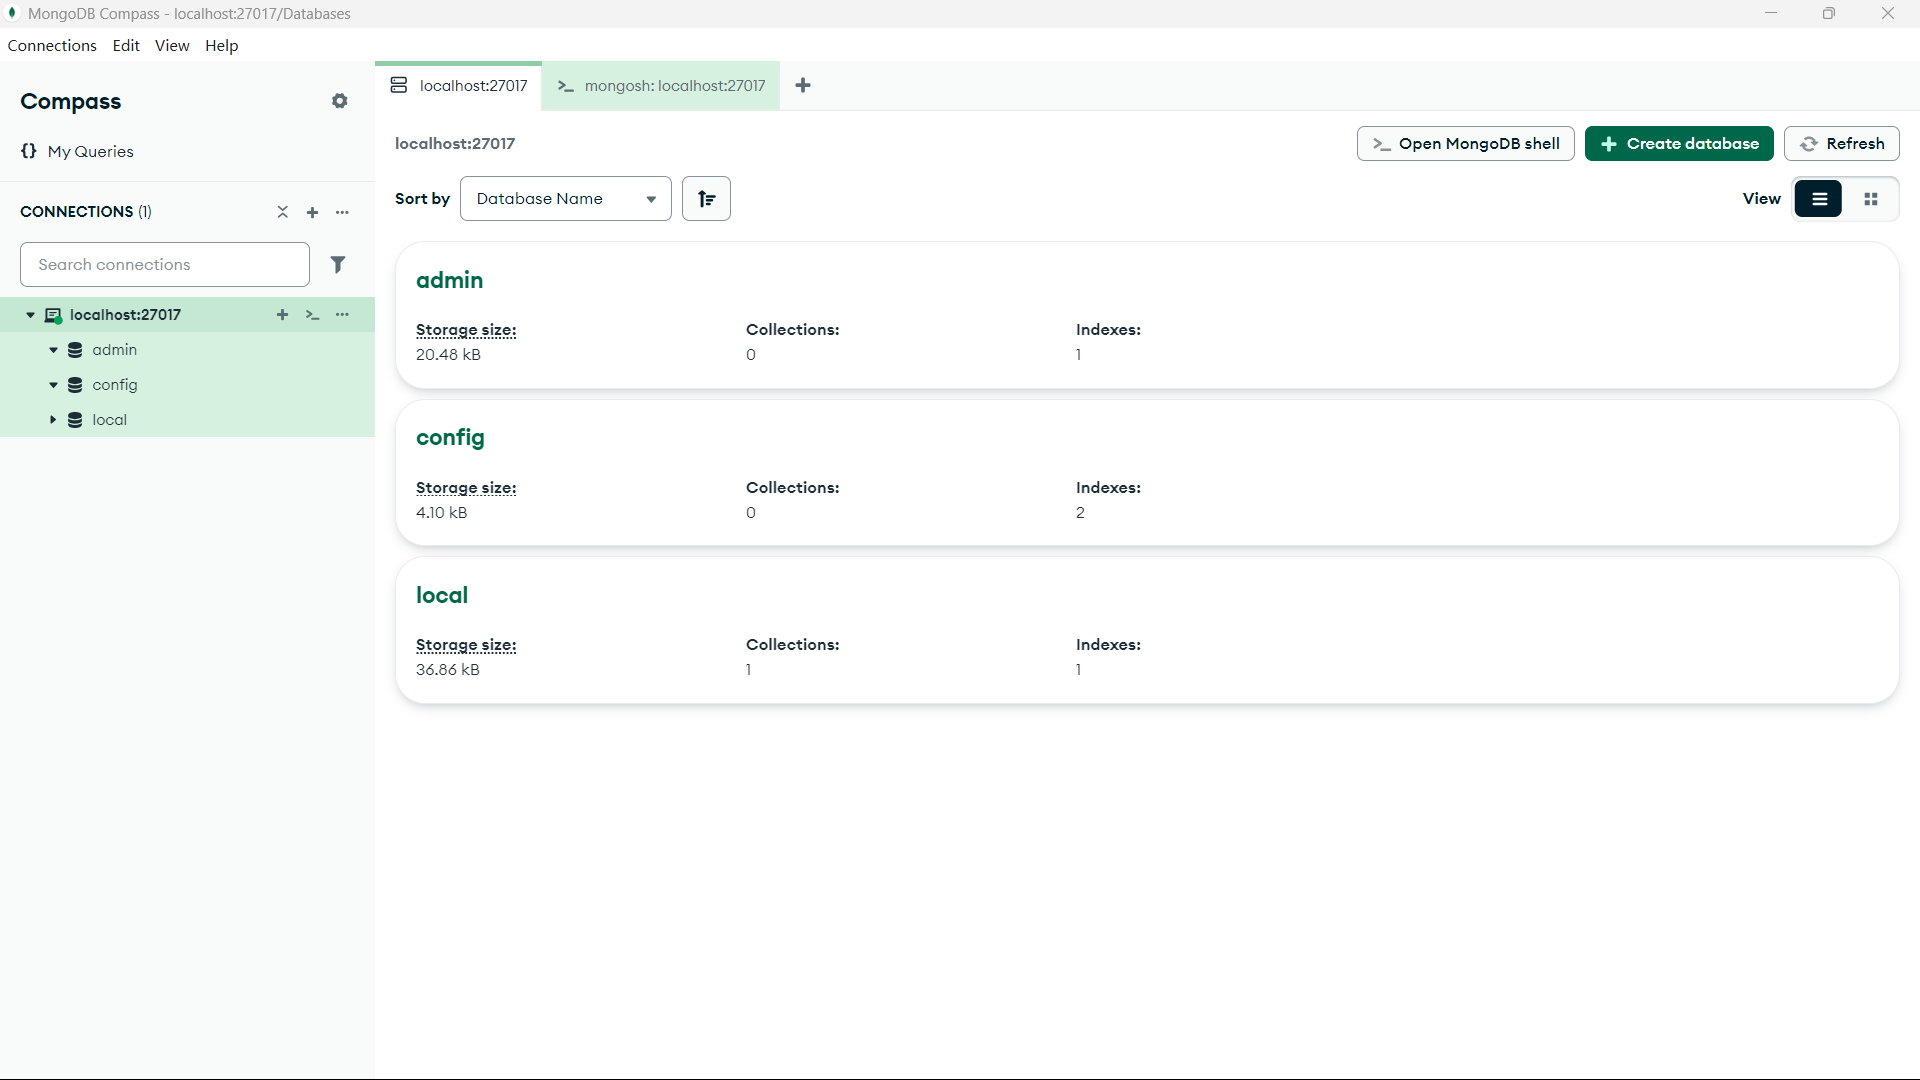 MongoDB Compass - localhost:27017/Databases
Connections Edit View Help
Compass
{} My Queries
CONNECTIONS (1)
Search connections
localhost:27017
admin
config
local
localhost:27017
>_ mongosh: localhost:27017
localhost:27017
>_ Open MongoDB shell
Create database
Refresh
Sort by Database Name
View
admin
Storage size: Collections: Indexes:
20.48 kB 0 1
config
Storage size: Collections: Indexes:
4.10 kB 0 2
local
Storage size: Collections: Indexes:
36.86 kB 1 1